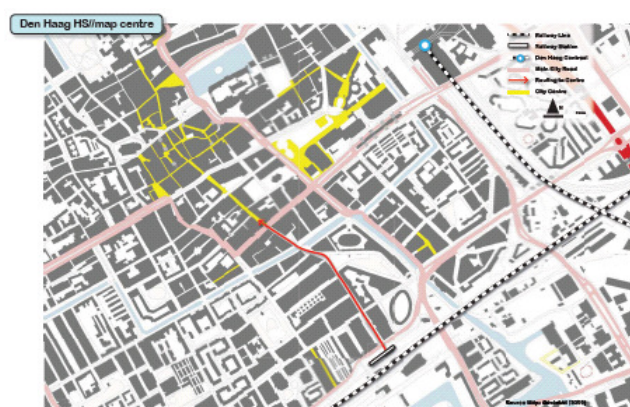 Den Haag HS//map centre
Railway Line
Railway Station
Den Haag Centraal
Main City Road
Routing to Centre
City Centre
N